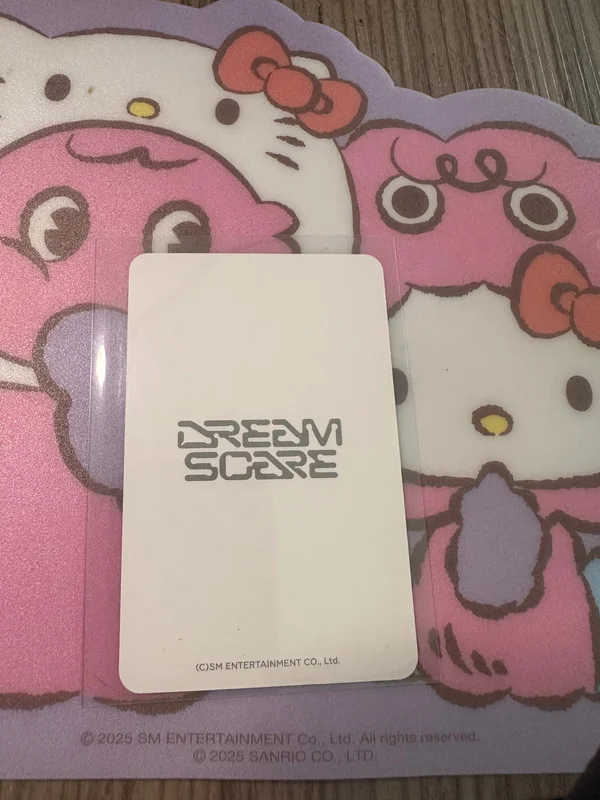 DREAM
SCARE
(C)SM ENTERTAINMENT CO., Ltd.
© 2025 SM ENTERTAINMENT Co., Ltd. All rights reserved.
© 2025 SANRIO CO., LTD.